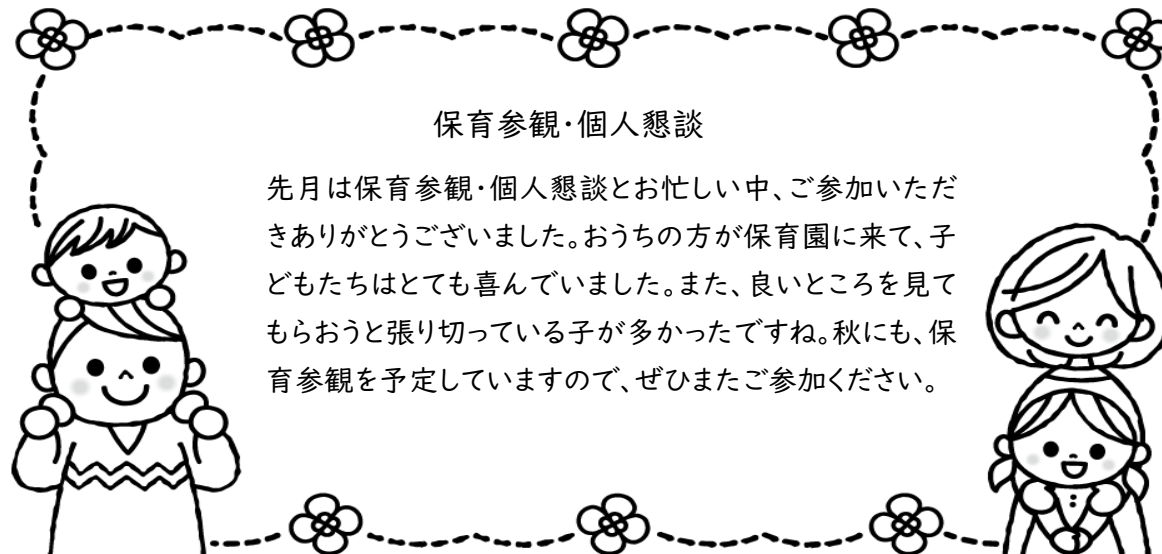 保育参観・個人懇談
先月は保育参観・個人懇談とお忙しい中、ご参加いただ
きありがとうございました。おうちの方が保育園に来て、子
どもたちはとても喜んでいました。また、良いところを見て
もらおうと張り切っている子が多かったですね。秋にも、保
育参観を予定していますので、ぜひまたご参加ください。